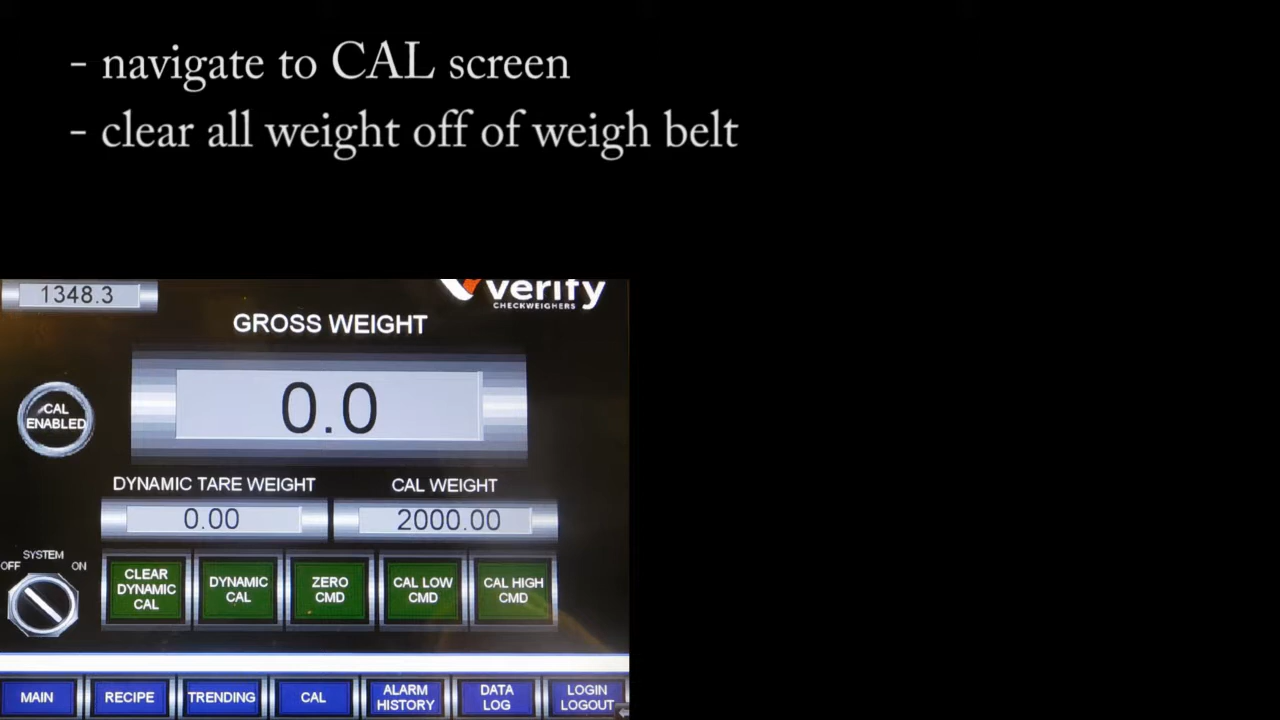 - navigate to CAL screen
- clear all weight off of weigh belt
1348.3
verify
CHECKWEIGHERS
GROSS WEIGHT
0.0
CAL
ENABLED
DYNAMIC TARE WEIGHT
CAL WEIGHT
0.00
2000.00
SYSTEM
OFF
ON
CLEAR
DYNAMIC
CAL
DYNAMIC
CAL
ZERO
CMD
CAL LOW
CMD
CAL HIGH
CMD
MAIN
RECIPE
TRENDING
CAL
ALARM
HISTORY
DATA
LOG
LOGIN
LOGOUT